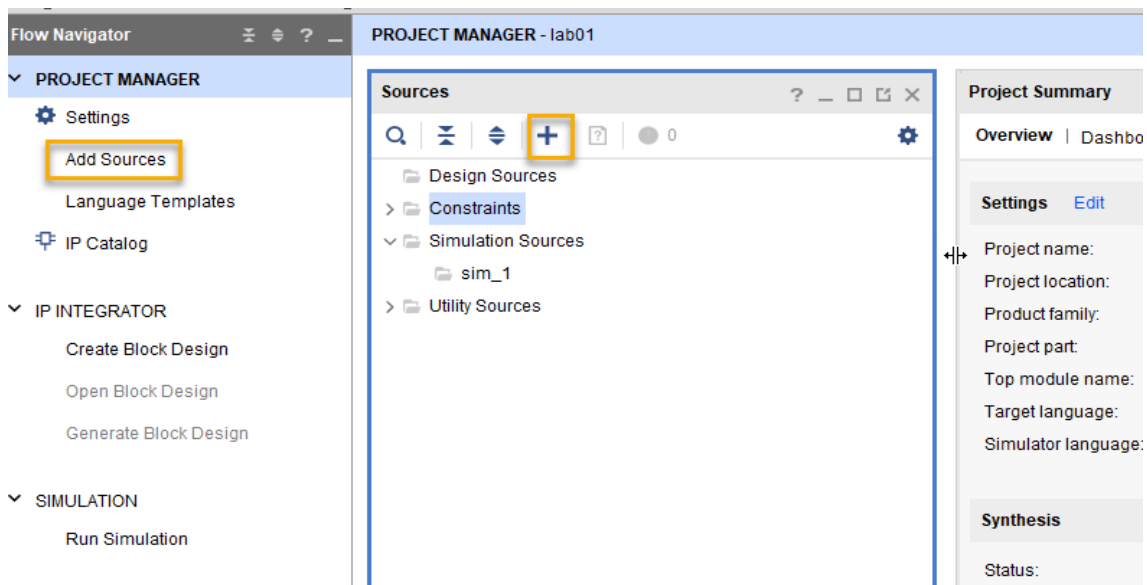 Flow Navigator ?
PROJECT MANAGER
Settings
Add Sources
Language Templates
IP Catalog
IP INTEGRATOR
Create Block Design
Open Block Design
Generate Block Design
SIMULATION
Run Simulation
PROJECT MANAGER - lab01
Sources ?
? 0
Design Sources
Constraints
Simulation Sources
sim_1
Utility Sources
Project Summary
Overview | Dashbo
Settings Edit
Project name:
Project location:
Product family:
Project part:
Top module name:
Target language:
Simulator language:
Synthesis
Status: